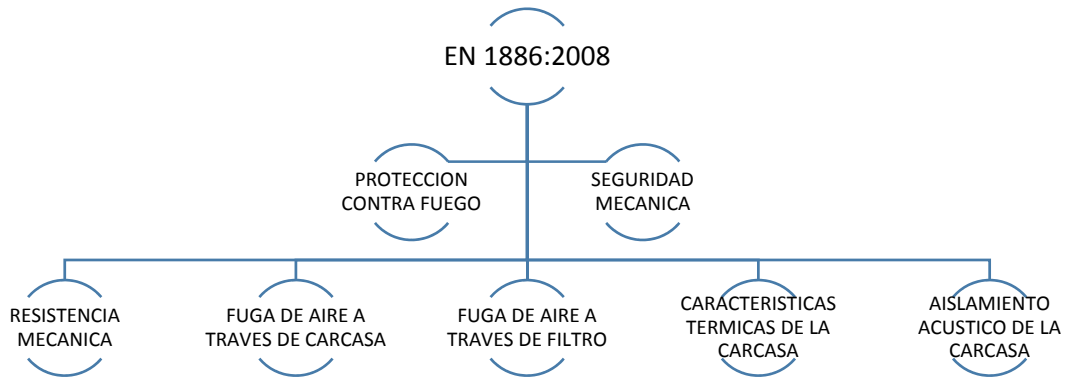 EN 1886:2008
PROTECCION
CONTRA FUEGO
SEGURIDAD
MECANICA
RESISTENCIA
MECANICA
FUGA DE AIRE A
TRAVES DE CARCASA
FUGA DE AIRE A
TRAVES DE FILTRO
CARACTERISTICAS
TERMICAS DE LA
CARCASA
AISLAMIENTO
ACUSTICO DE LA
CARCASA